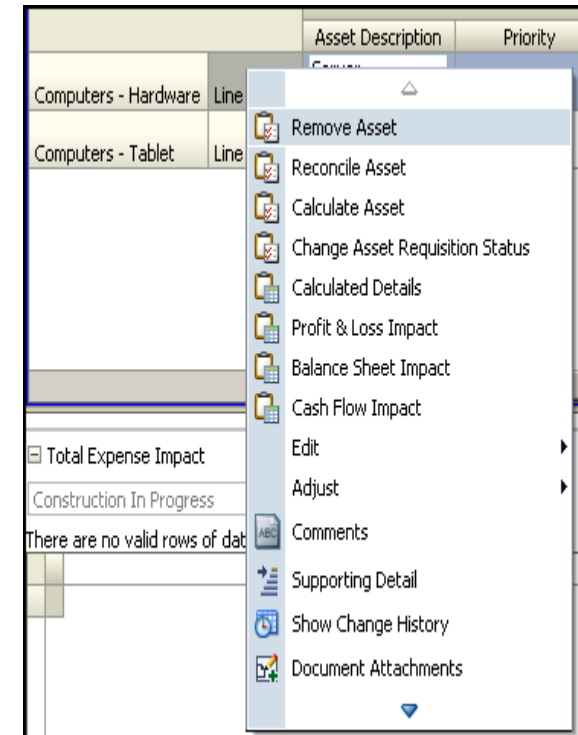 Asset Description Priority
Computers - Hardware Line
Remove Asset
Computers - Tablet Line
Reconcile Asset
Calculate Asset
Change Asset Requisition Status
Calculated Details
Profit & Loss Impact
Balance Sheet Impact
Cash Flow Impact
Edit
Total Expense Impact
Adjust
Construction In Progress
Comments
There are no valid rows of dat
ABC
Supporting Detail
Show Change History
Document Attachments